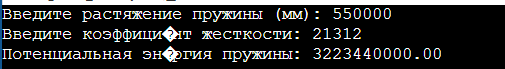 Введите растяжение пружины (мм): 550000
Введите коэффици�нт жесткости: 21312
Потенциальная эн�ргия пружины: 3223440000.00